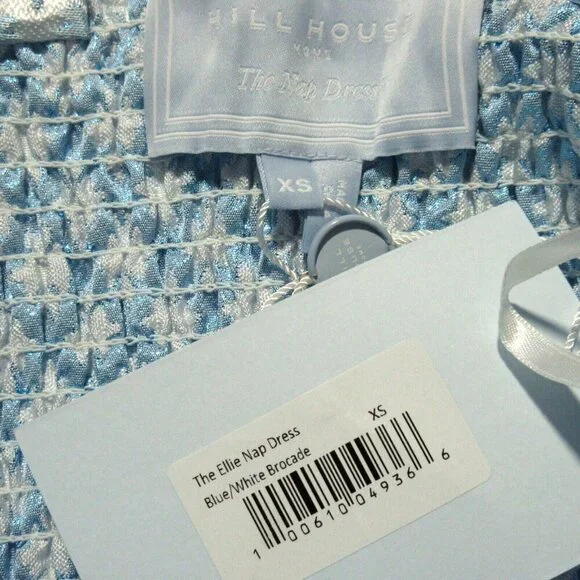 HILL HOUSE
HOME
The Nap Dress
XS
The Ellie Nap Dress
XS
Blue/White Brocade
1 00610 04936 6